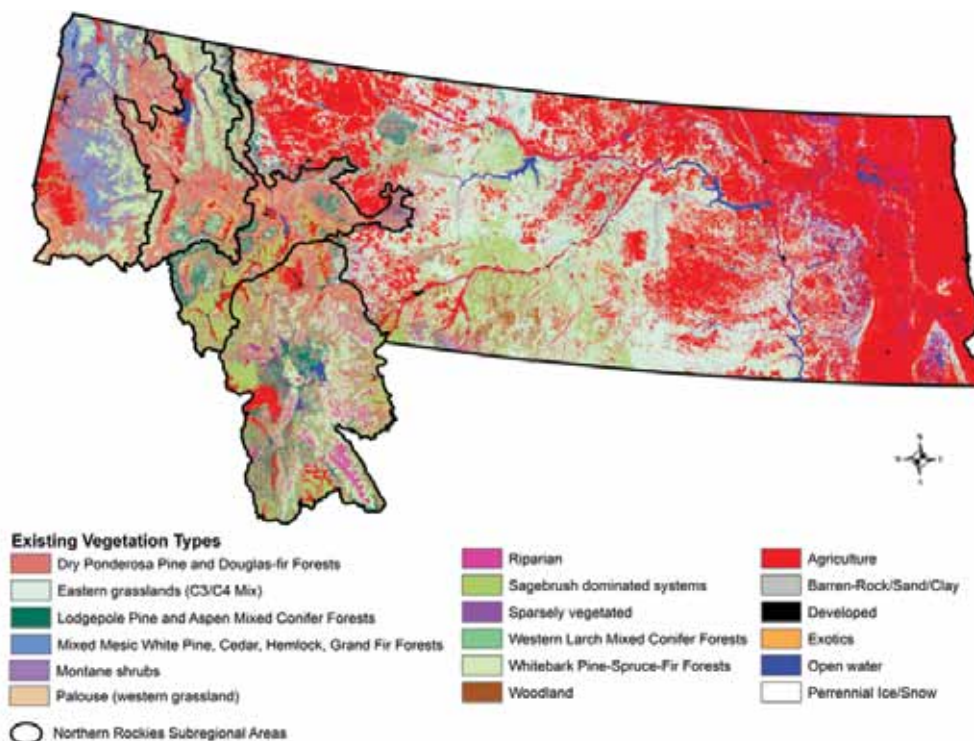 N
W E
S
Existing Vegetation Types
Dry Ponderosa Pine and Douglas-fir Forests
Eastern grasslands (C3/C4 Mix)
Lodgepole Pine and Aspen Mixed Conifer Forests
Mixed Mesic White Pine, Cedar, Hemlock, Grand Fir Forests
Montane shrubs
Palouse (western grassland)
Northern Rockies Subregional Areas
Riparian
Sagebrush dominated systems
Sparsely vegetated
Western Larch Mixed Conifer Forests
Whitebark Pine-Spruce-Fir Forests
Woodland
Agriculture
Barren-Rock/Sand/Clay
Developed
Exotics
Open water
Perrennial Ice/Snow